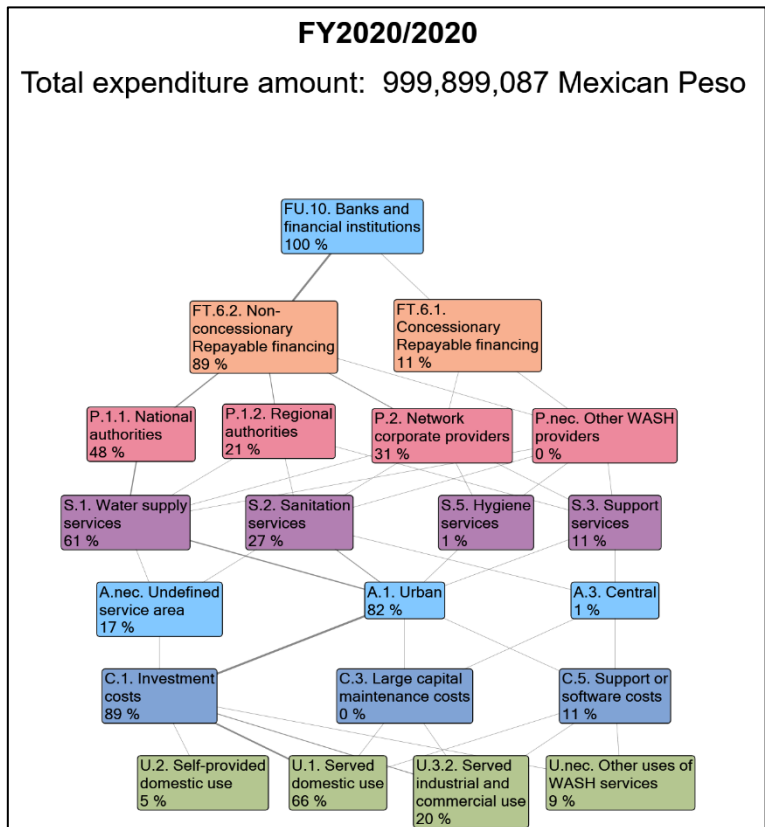 FY2020/2020
Total expenditure amount: 999,899,087 Mexican Peso
FU.10. Banks and
financial institutions
100 %
FT.6.2. Non-
concessionary
Repayable financing
89 %
FT.6.1.
Concessionary
Repayable financing
11 %
P.1.1. National
authorities
48 %
P.1.2. Regional
authorities
21 %
P.2. Network
corporate providers
31 %
P.nec. Other WASH
providers
0 %
S.1. Water supply
services
61 %
S.2. Sanitation
services
27 %
S.5. Hygiene
services
1 %
S.3. Support
services
11 %
A.nec. Undefined
service area
17 %
A.1. Urban
82 %
A.3. Central
1 %
C.1. Investment
costs
89 %
C.3. Large capital
maintenance costs
0 %
C.5. Support or
software costs
11 %
U.2. Self-provided
domestic use
5 %
U.1. Served
domestic use
66 %
U.3.2. Served
industrial and
commercial use
20 %
U.nec. Other uses of
WASH services
9 %